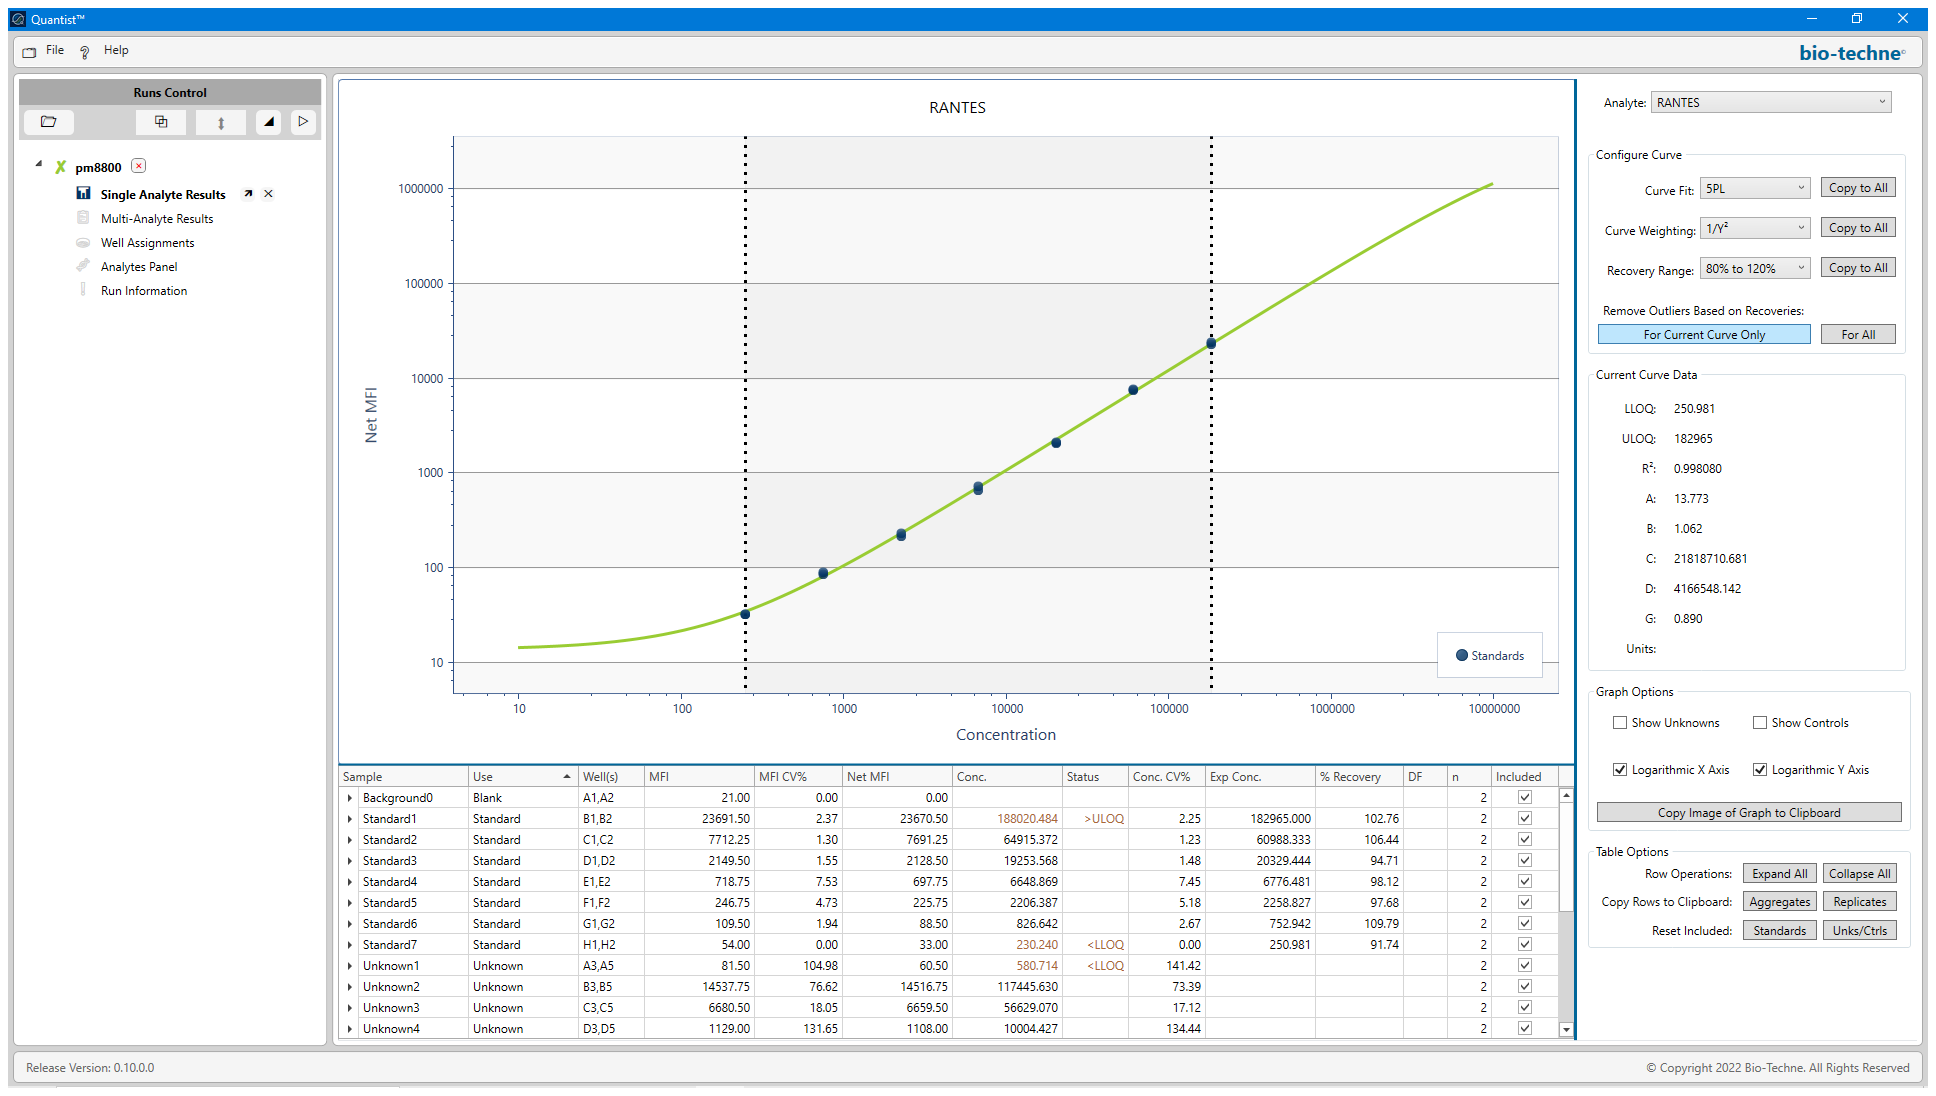 Quantist™
File Help
bio-techne
Runs Control
pm8800
Single Analyte Results
Multi-Analyte Results
Well Assignments
Analytes Panel
Run Information
RANTES
Net MFI
1000000
100000
10000
1000
100
10
10 100 1000 10000 100000 1000000 10000000
Concentration
Standards
Sample Use Well(s) MFI MFI CV% Net MFI Conc. Status Conc. CV% Exp Conc. % Recovery DF n Included
Background0 Blank A1,A2 21.00 0.00 0.00 2
Standard1 Standard B1,B2 23691.50 2.37 23670.50 188020.484 >ULOQ 2.25 182965.000 102.76 2
Standard2 Standard C1,C2 7712.25 1.30 7691.25 64915.372 1.23 60988.333 106.44 2
Standard3 Standard D1,D2 2149.50 1.55 2128.50 19253.568 1.48 20329.444 94.71 2
Standard4 Standard E1,E2 718.75 7.53 697.75 6648.869 7.45 6776.481 98.12 2
Standard5 Standard F1,F2 246.75 4.73 225.75 2206.387 5.18 2258.827 97.68 2
Standard6 Standard G1,G2 109.50 1.94 88.50 826.642 2.67 752.942 109.79 2
Standard7 Standard H1,H2 54.00 0.00 33.00 230.240 <LLOQ 0.00 250.981 91.74 2
Unknown1 Unknown A3,A5 81.50 104.98 60.50 580.714 <LLOQ 141.42 2
Unknown2 Unknown B3,B5 14537.75 76.62 14516.75 117445.630 73.39 2
Unknown3 Unknown C3,C5 6680.50 18.05 6659.50 56629.070 17.12 2
Unknown4 Unknown D3,D5 1129.00 131.65 1108.00 10004.427 134.44 2
Analyte: RANTES
Configure Curve
Curve Fit: 5PL Copy to All
Curve Weighting: 1/Y² Copy to All
Recovery Range: 80% to 120% Copy to All
Remove Outliers Based on Recoveries:
For Current Curve Only For All
Current Curve Data
LLOQ: 250.981
ULOQ: 182965
R²: 0.998080
A: 13.773
B: 1.062
C: 21818710.681
D: 4166548.142
G: 0.890
Units:
Graph Options
Show Unknowns Show Controls
Logarithmic X Axis Logarithmic Y Axis
Copy Image of Graph to Clipboard
Table Options
Row Operations: Expand All Collapse All
Copy Rows to Clipboard: Aggregates Replicates
Reset Included: Standards Unks/Ctrls
Release Version: 0.10.0.0
© Copyright 2022 Bio-Techne. All Rights Reserved